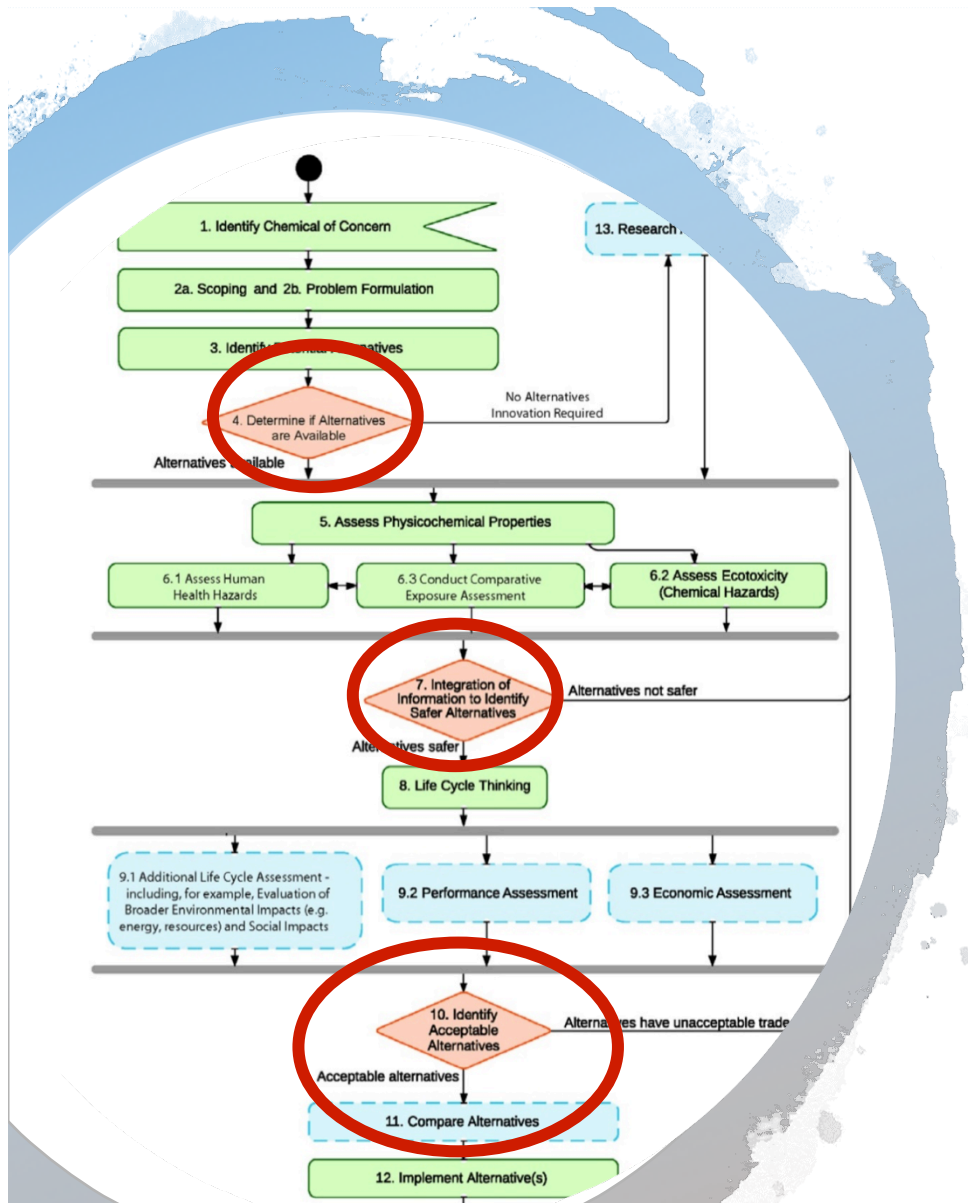 1. Identify Chemical of Concern
13. Research
2a. Scoping and 2b. Problem Formulation
3. Identify Potential Alternatives
No Alternatives
Innovation Required
4. Determine if Alternatives
are Available
Alternatives available
5. Assess Physicochemical Properties
6.1 Assess Human
Health Hazards
6.3 Conduct Comparative
Exposure Assessment
6.2 Assess Ecotoxicity
(Chemical Hazards)
7. Integration of
Information to Identify
Safer Alternatives
Alternatives not safer
Alternatives safer
8. Life Cycle Thinking
9.1 Additional Life Cycle Assessment -
including, for example, Evaluation of
Broader Environmental Impacts (e.g.
energy, resources) and Social Impacts
9.2 Performance Assessment
9.3 Economic Assessment
10. Identify
Acceptable
Alternatives
Alternatives have unacceptable trade
Acceptable alternatives
11. Compare Alternatives
12. Implement Alternative(s)